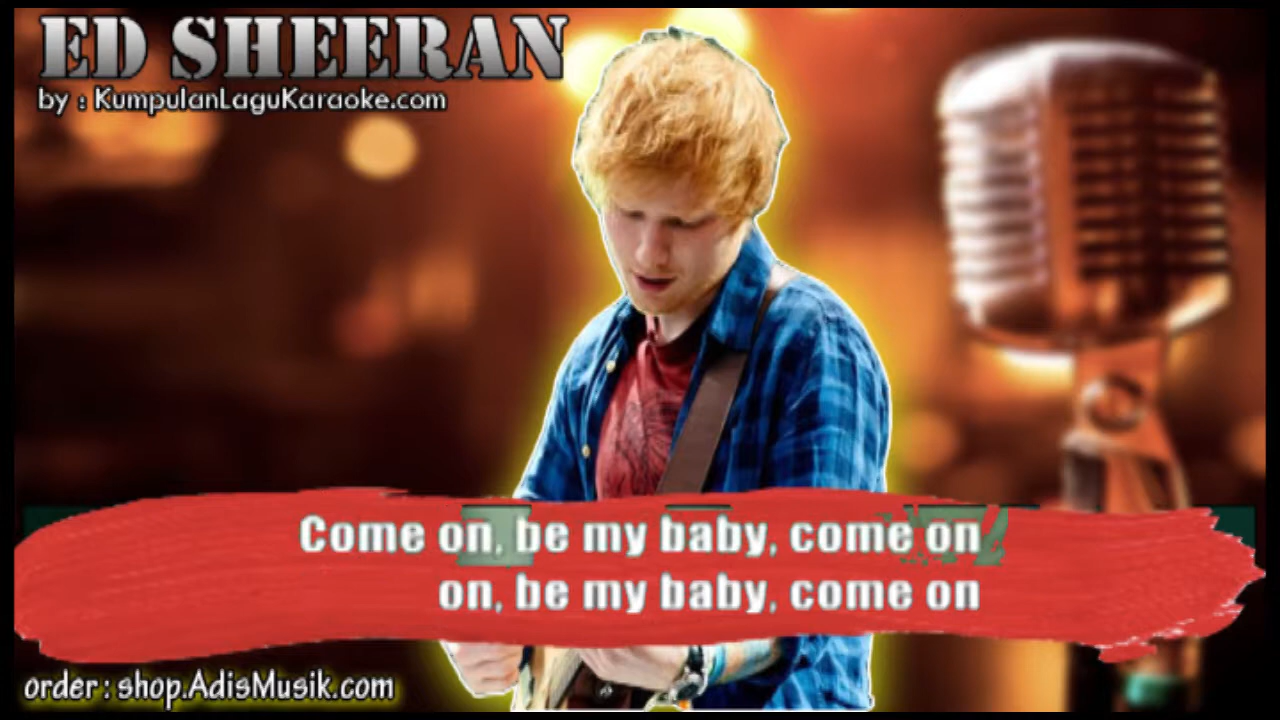 ED SHEERAN
by : KumpulanLaguKaraoke.com
Come on, be my baby, come on
on, be my baby, come on
order : shop.AdisMusik.com